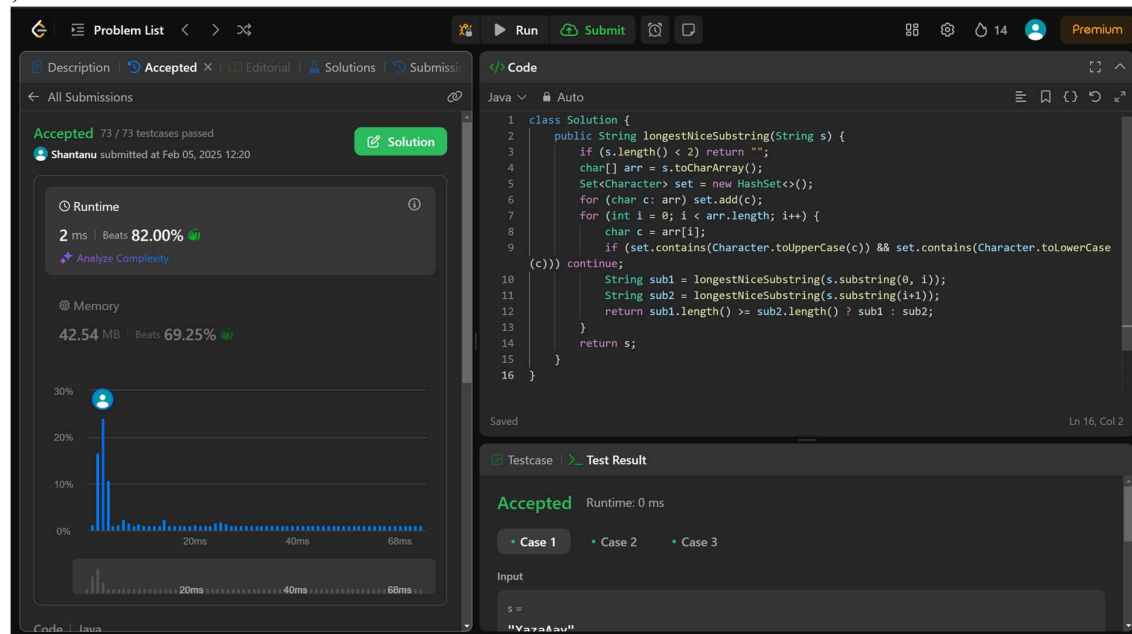 Problem List
Run
Submit
14
Premium
Description
Accepted
Editorial
Solutions
All Submissions
Accepted 73 / 73 testcases passed
Shantanu submitted at Feb 05, 2025 12:20
Solution
Runtime
2 ms | Beats 82.00%
Analyze Complexity
Memory
42.54 MB | Beats 69.25%
30%
20%
10%
0%
20ms 40ms 68ms
20ms 40ms 68ms
Code | Java
</> Code
Java Auto
1 class Solution {
2 public String longestNiceSubstring(String s) {
3 if (s.length() < 2) return "";
4 char[] arr = s.toCharArray();
5 Set<Character> set = new HashSet<>();
6 for (char c: arr) set.add(c);
7 for (int i = 0; i < arr.length; i++) {
8 char c = arr[i];
9 if (set.contains(Character.toUpperCase(c)) && set.contains(Character.toLowerCase
(c))) continue;
10 String sub1 = longestNiceSubstring(s.substring(0, i));
11 String sub2 = longestNiceSubstring(s.substring(i+1));
12 return sub1.length() >= sub2.length() ? sub1 : sub2;
13 }
14 return s;
15 }
16 }
Saved
Ln 16, Col 2
Testcase
>_ Test Result
Accepted Runtime: 0 ms
• Case 1 • Case 2 • Case 3
Input
s =
"YazaAay"